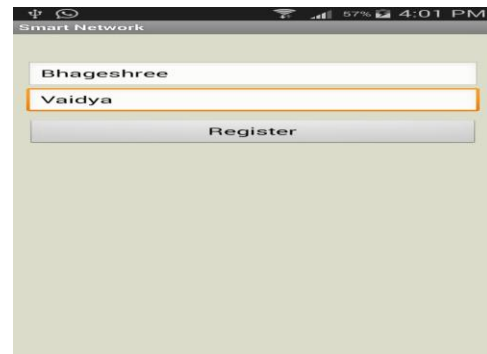 57% 4:01 PM
Smart Network
Bhageshree
Vaidya
Register